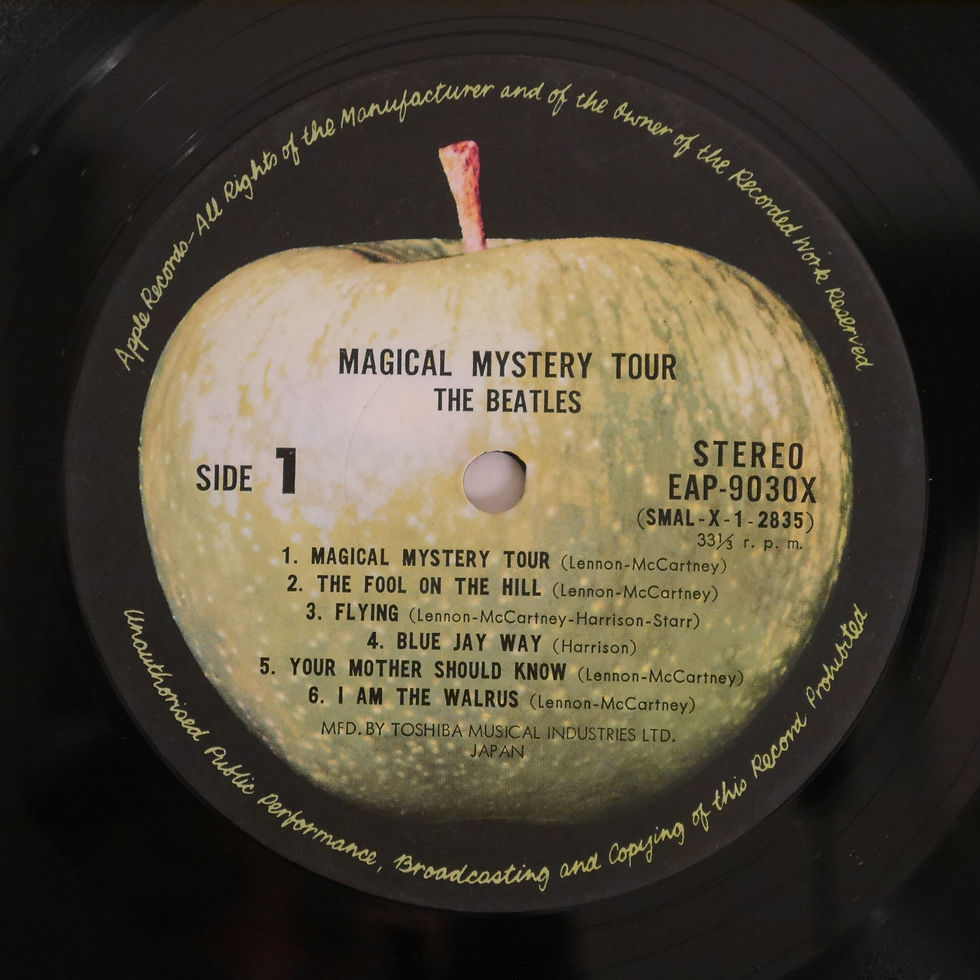 Apple Records-All Rights of the Manufacturer and of the Owner of the Recorded Work Reserved
MAGICAL MYSTERY TOUR
THE BEATLES
SIDE 1
STEREO
EAP-9030X
(SMAL-X-1-2835)
33⅓ r. p. m.
1. MAGICAL MYSTERY TOUR (Lennon-McCartney)
2. THE FOOL ON THE HILL (Lennon-McCartney)
3. FLYING (Lennon-McCartney-Harrison-Starr)
4. BLUE JAY WAY (Harrison)
5. YOUR MOTHER SHOULD KNOW (Lennon-McCartney)
6. I AM THE WALRUS (Lennon-McCartney)
MFD. BY TOSHIBA MUSICAL INDUSTRIES LTD.
JAPAN
Unauthorised Public Performance, Broadcasting and Copying of this Record Prohibited